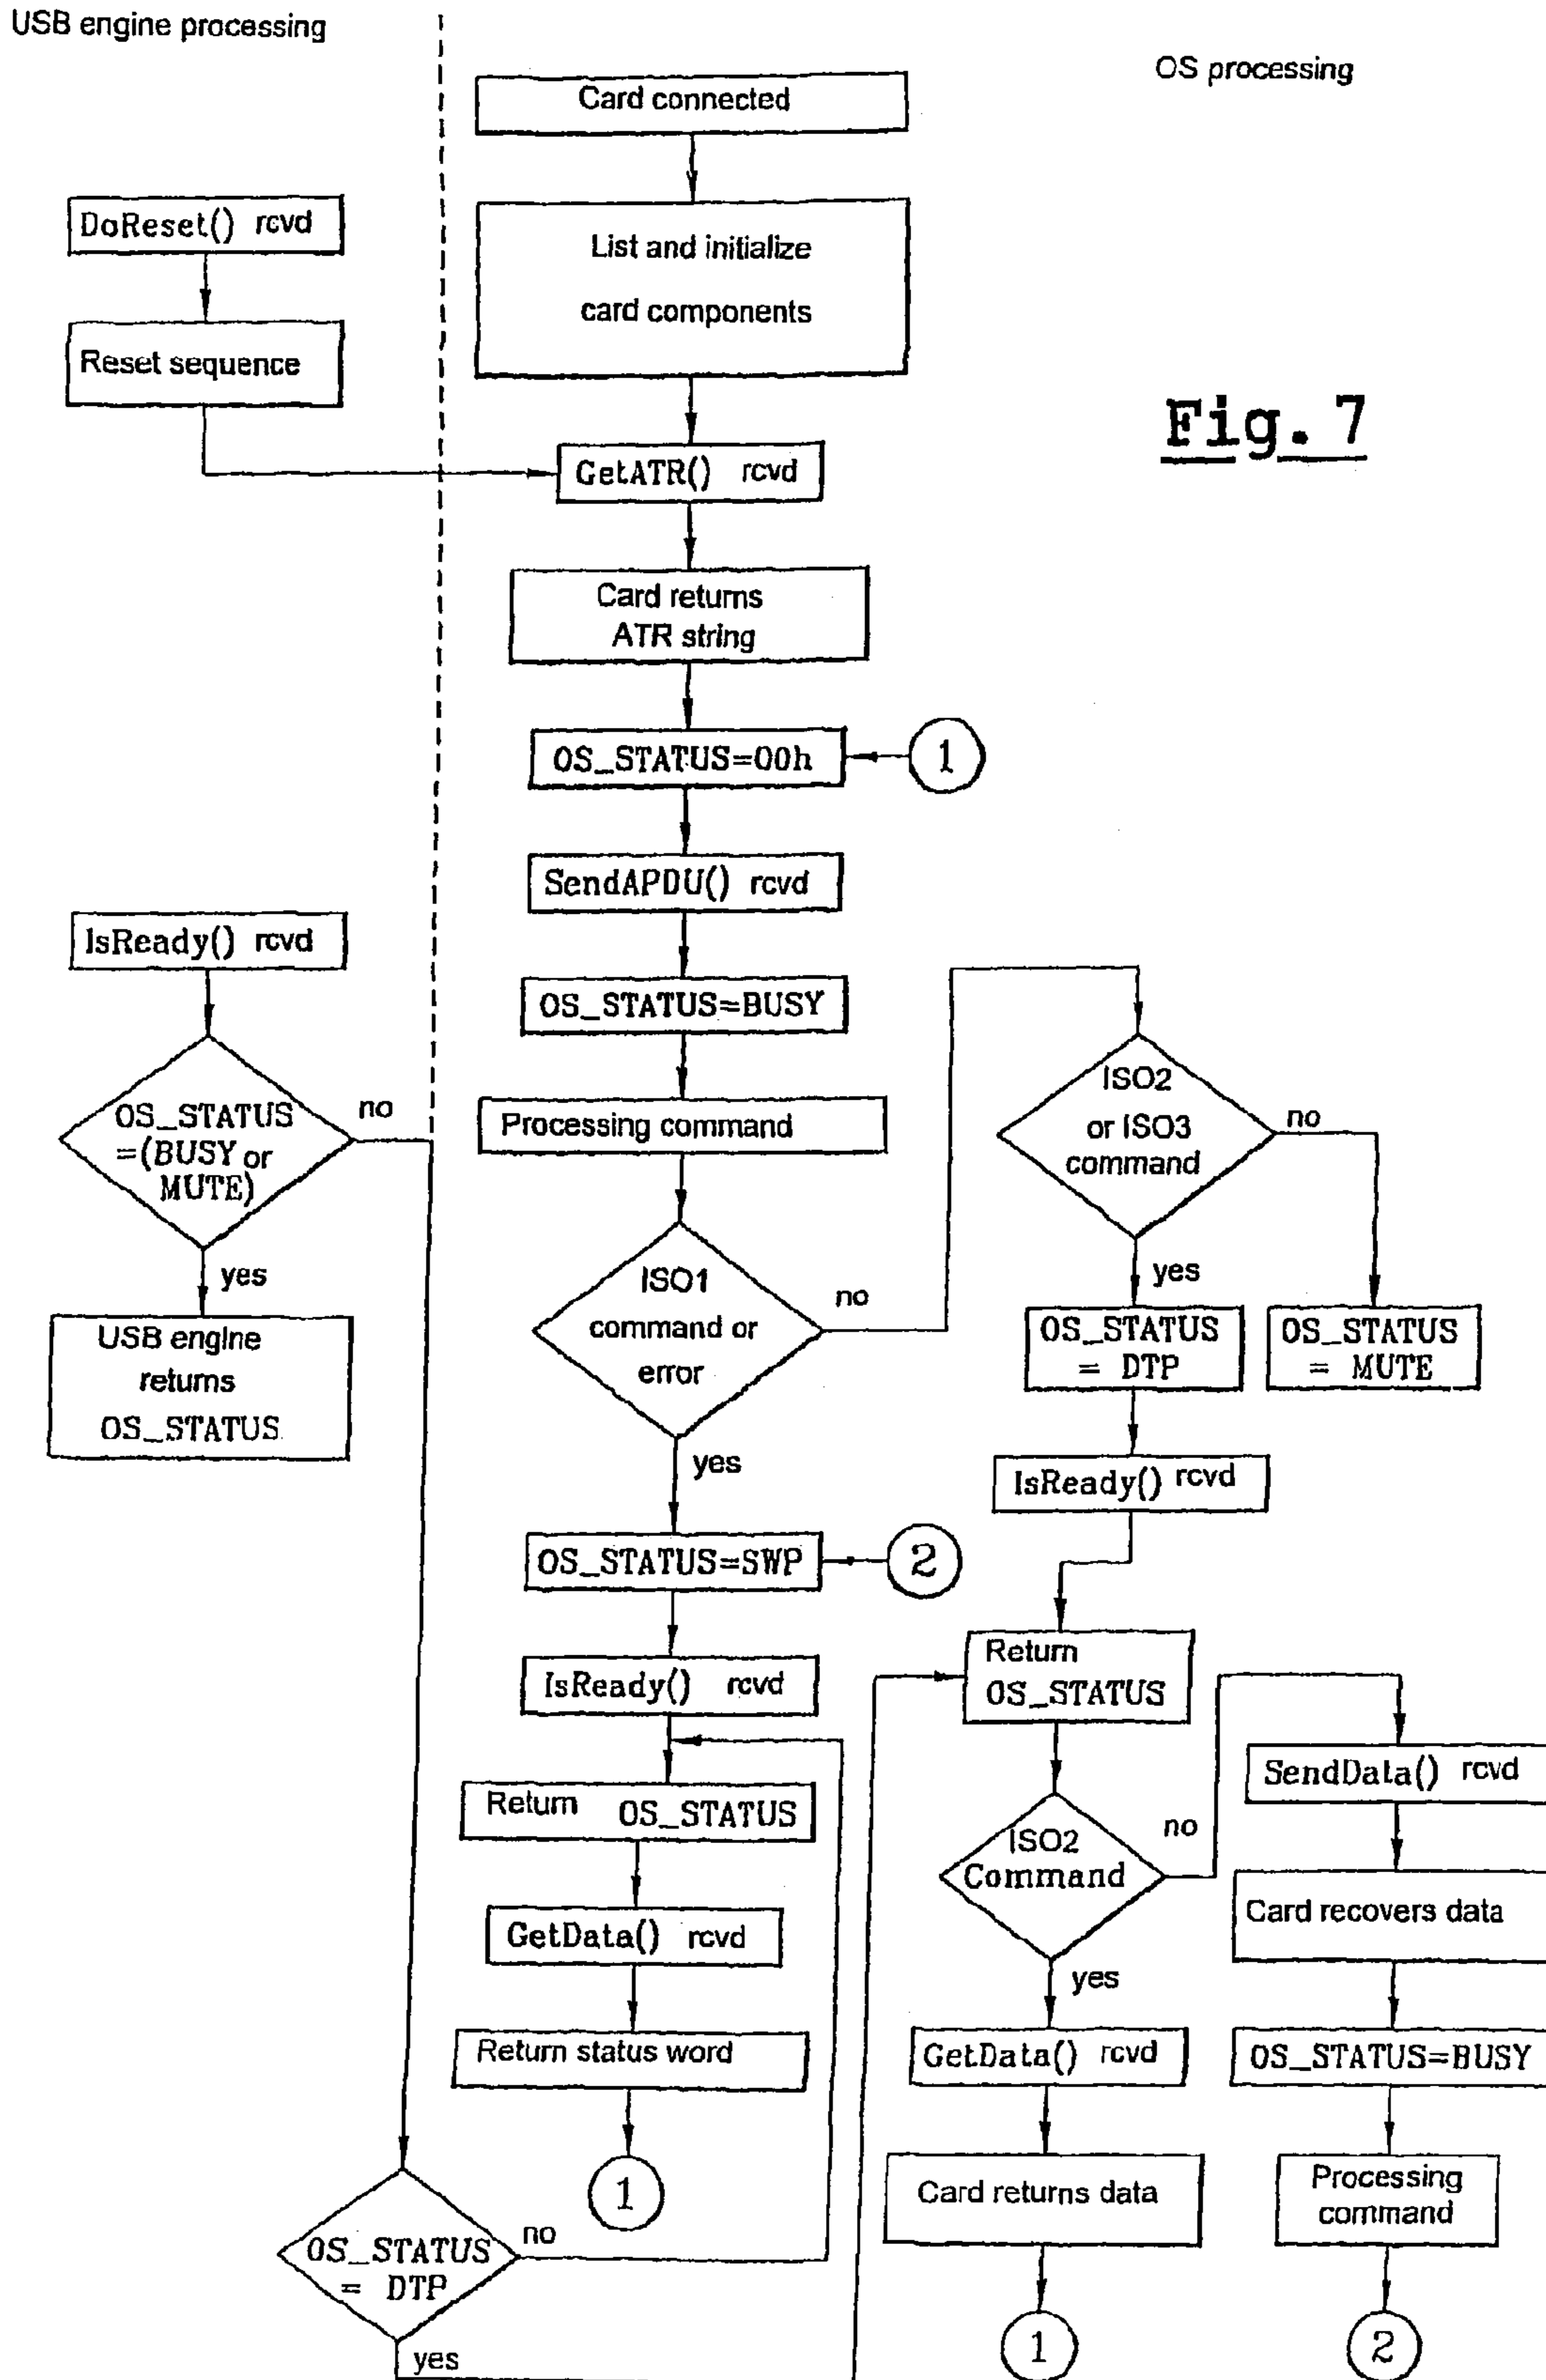 USB engine processing
OS processing
Card connected
List and initialize
card components
DoReset() rcvd
Reset sequence
Fig. 7
GetATR() rcvd
Card returns
ATR string
OS_STATUS=00h
1
SendAPDU() rcvd
OS_STATUS=BUSY
Processing command
IsReady() rcvd
OS_STATUS
=(BUSY or
MUTE)
no
yes
USB engine
returns
OS_STATUS
ISO1
command or
error
no
yes
ISO2
or ISO3
command
no
yes
OS_STATUS
= DTP
OS_STATUS
= MUTE
IsReady() rcvd
OS_STATUS=SWP
2
IsReady() rcvd
Return OS_STATUS
GetData() rcvd
Return status word
1
OS_STATUS
= DTP
no
yes
Return
OS_STATUS
ISO2
Command
no
yes
GetData() rcvd
Card returns data
1
SendData() rcvd
Card recovers data
OS_STATUS=BUSY
Processing
command
2